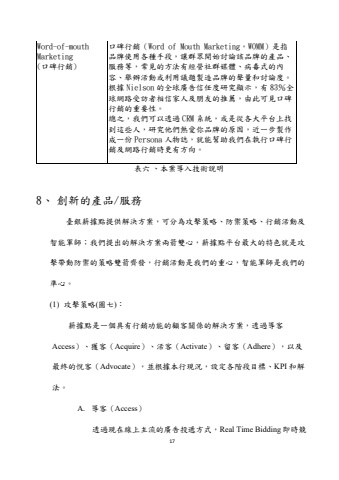 Word-of-mouth
Marketing
(口碑行銷)
口碑行銷（Word of Mouth Marketing，WOMM）是指
品牌使用各種手段，讓群眾開始討論該品牌的產品、
服務等，常見的方法有經營社群媒體、病毒式的內
容、舉辦活動或利用議題製造品牌的聲量和討論度。
根據 Nielson 的全球廣告信任度研究顯示，有 83%全
球網路受訪者相信家人及朋友的推薦，由此可見口碑
行銷的重要性。
總之，我們可以透過 CRM 系統，或是從各大平台上找
到這些人，研究他們熱愛你品牌的原因，近一步製作
成一份 Persona 人物誌，就能幫助我們在執行口碑行
銷及網路行銷時更有方向。
表六 、本案導入技術說明
8、 創新的產品/服務
臺銀薪據點提供解決方案，可分為攻擊策略、防禦策略、行銷活動及
智能軍師；我們提出的解決方案兩箭雙心，薪據點平台最大的特色就是攻
擊帶動防禦的策略雙箭齊發，行銷活動是我們的重心，智能軍師是我們的
準心。
(1) 攻擊策略(圖七)：
薪據點是一個具有行銷功能的顧客關係的解決方案，透過導客
Access）、獲客（Acquire）、活客（Activate）、留客（Adhere），以及
最終的悅客（Advocate），並根據本行現況，設定各階段目標、KPI 和解
法。
A. 導客（Access）
透過現在線上主流的廣告投遞方式，Real Time Bidding 即時競
17